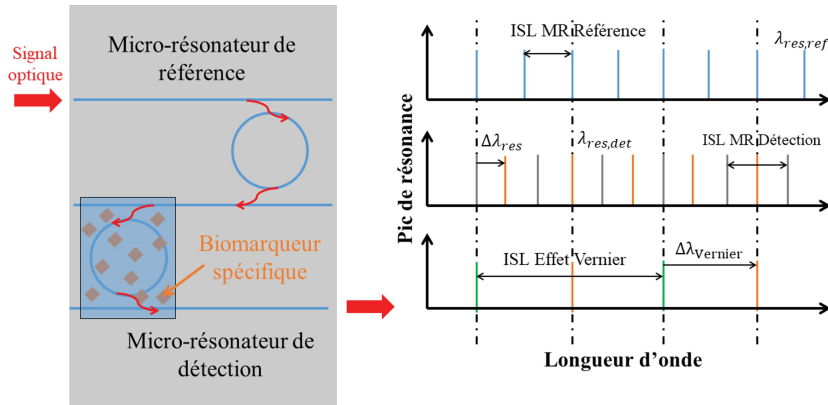 Signal
optique
Micro-résonateur de
référence
Biomarqueur
spécifique
Micro-résonateur de
détection
Pic de résonance
ISL MR Référence
λres,ref
Δλres
λres,det
ISL MR Détection
ISL Effet Vernier
ΔλVernier
Longueur d’onde